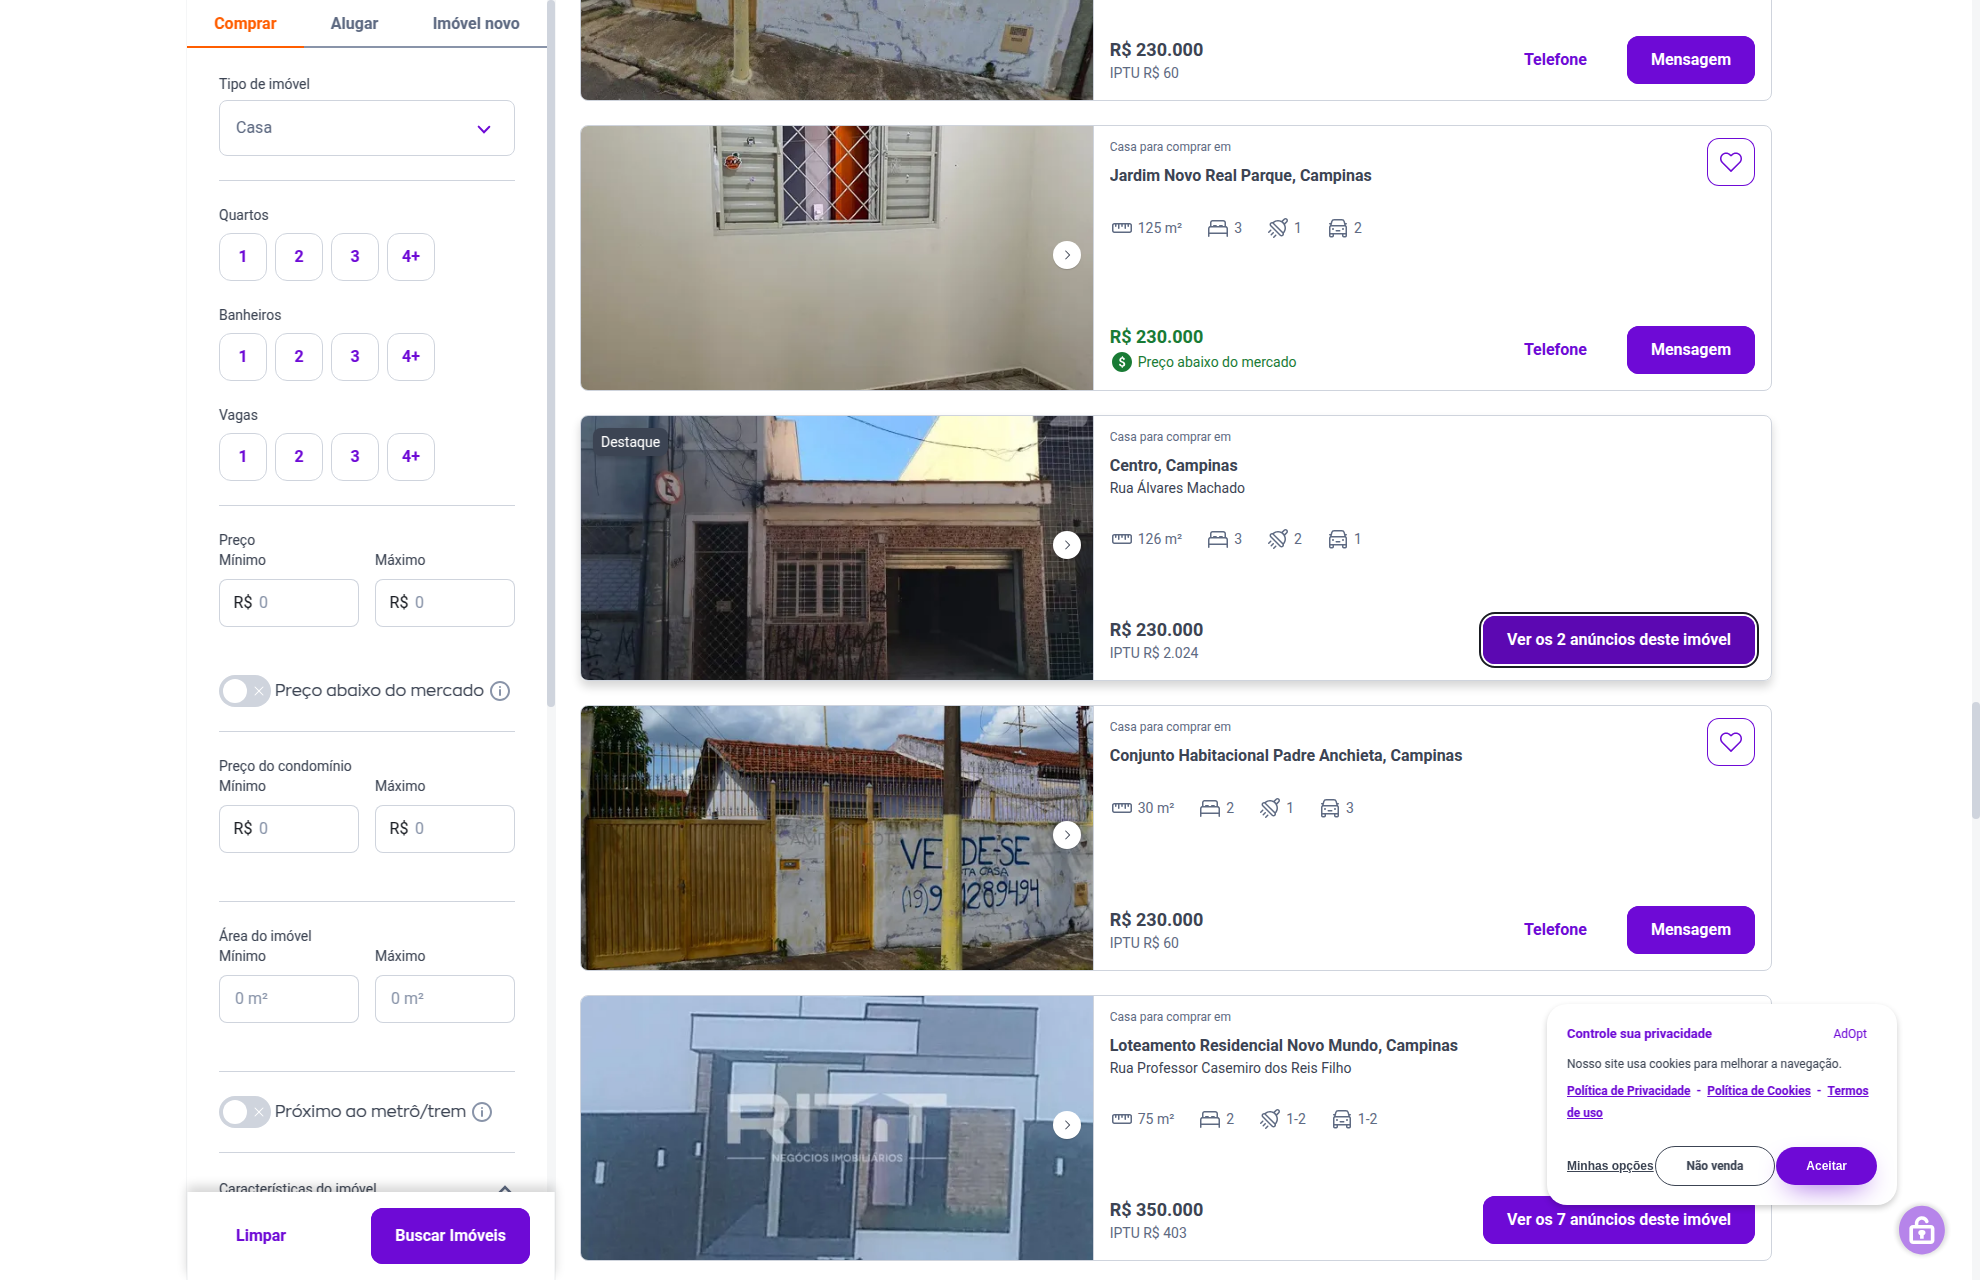 Comprar
Alugar
Imóvel novo
Tipo de imóvel
Casa
Quartos
1
2
3
4+
Banheiros
1
2
3
4+
Vagas
1
2
3
4+
Preço
Mínimo
Máximo
R$ 0
R$ 0
Preço abaixo do mercado
Preço do condomínio
Mínimo
Máximo
R$ 0
R$ 0
Área do imóvel
Mínimo
Máximo
0 m²
0 m²
Próximo ao metrô/trem
Características do imóvel
Limpar
Buscar Imóveis
R$ 230.000
IPTU R$ 60
Telefone
Mensagem
Casa para comprar em
Jardim Novo Real Parque, Campinas
125 m²
3
1
2
R$ 230.000
Preço abaixo do mercado
Telefone
Mensagem
Destaque
Casa para comprar em
Centro, Campinas
Rua Álvares Machado
126 m²
3
2
1
R$ 230.000
IPTU R$ 2.024
Ver os 2 anúncios deste imóvel
Casa para comprar em
Conjunto Habitacional Padre Anchieta, Campinas
30 m²
2
1
3
R$ 230.000
IPTU R$ 60
Telefone
Mensagem
Casa para comprar em
Loteamento Residencial Novo Mundo, Campinas
Rua Professor Casemiro dos Reis Filho
75 m²
2
1-2
1-2
R$ 350.000
IPTU R$ 403
Ver os 7 anúncios deste imóvel
NEGÓCIOS IMOBILIÁRIOS
Controle sua privacidade
AdOpt
Nosso site usa cookies para melhorar a navegação.
Política de Privacidade - Política de Cookies - Termos
de uso
Minhas opções
Não venda
Aceitar